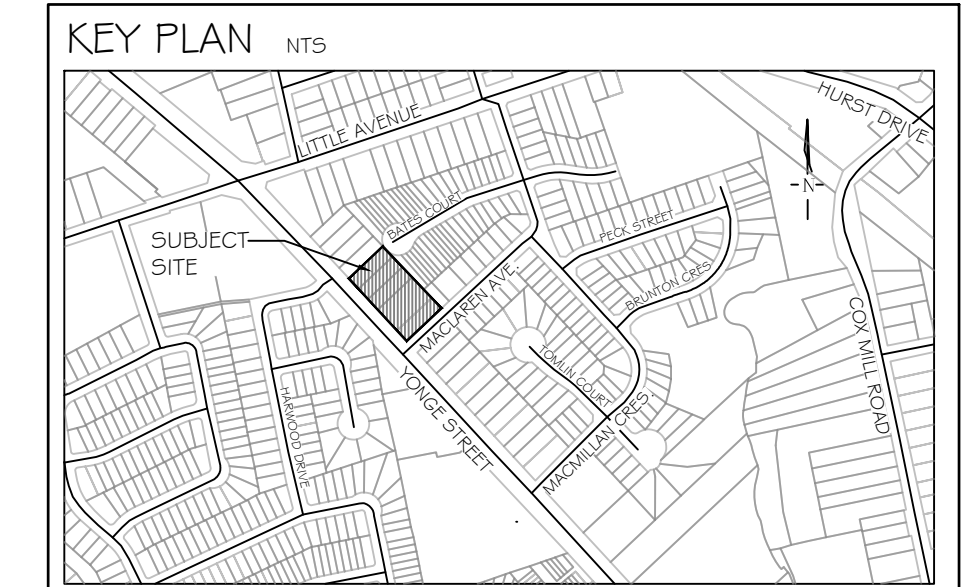 KEY PLAN NTS
HURST DRIVE
LITTLE AVENUE
N
BATES COURT
PECK STREET
SUBJECT
SITE
MACLAREN AVE.
BRUNTON CRES
COX MILL ROAD
TOMLIN COURT
YONGE STREET
HARWOOD DRIVE
MACMILLAN CRES.